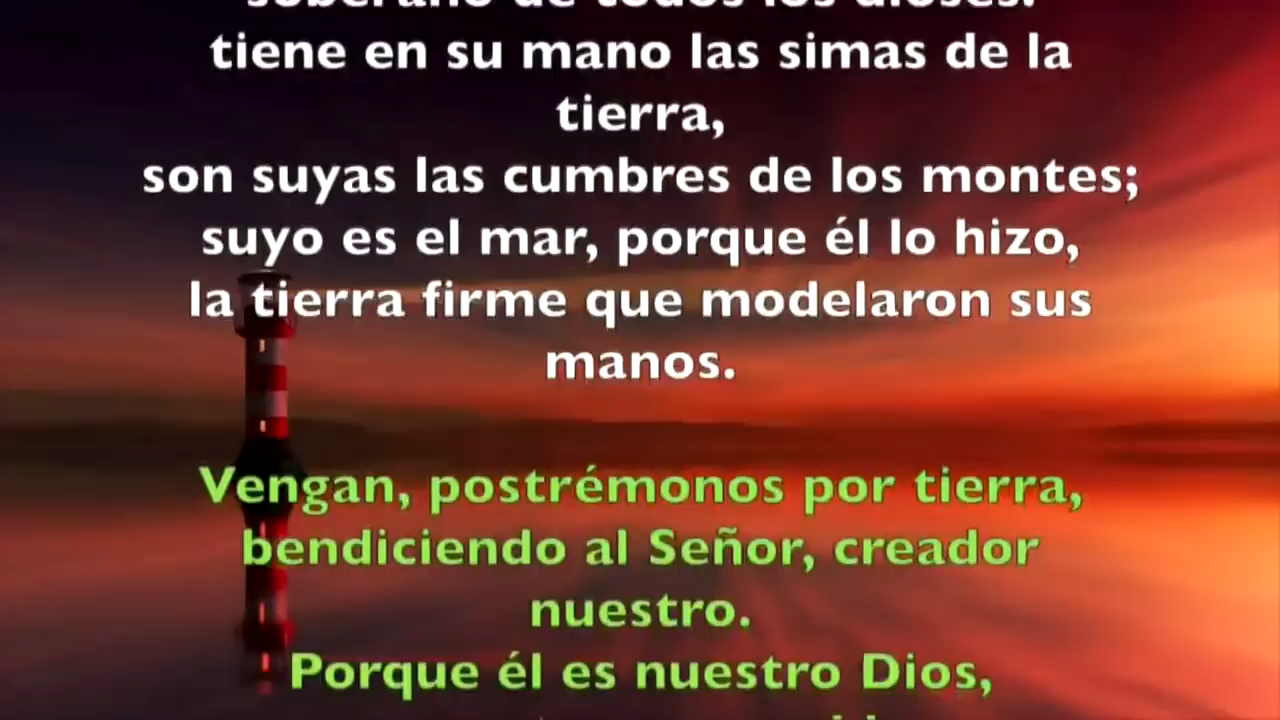 soberano de todos los dioses:
tiene en su mano las simas de la
tierra,
son suyas las cumbres de los montes;
suyo es el mar, porque él lo hizo,
la tierra firme que modelaron sus
manos.
Vengan, postrémonos por tierra,
bendiciendo al Señor, creador
nuestro.
Porque él es nuestro Dios,